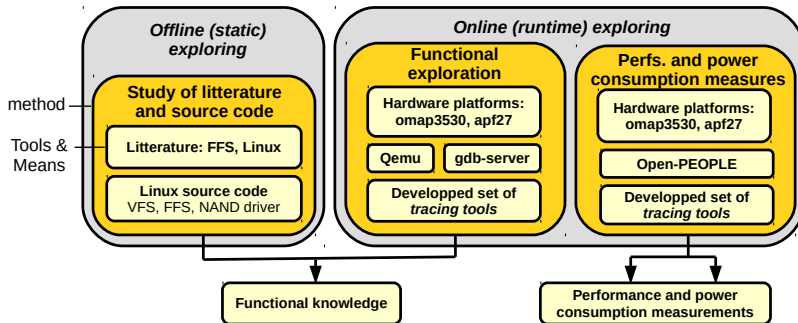 Offline (static)
exploring
Online (runtime) exploring
method
Tools &
Means
Study of litterature
and source code
Litterature: FFS, Linux
Linux source code
VFS, FFS, NAND driver
Functional
exploration
Hardware platforms:
omap3530, apf27
Qemu
gdb-server
Developped set of
tracing tools
Perfs. and power
consumption measures
Hardware platforms:
omap3530, apf27
Open-PEOPLE
Developped set of
tracing tools
Functional knowledge
Performance and power
consumption measurements